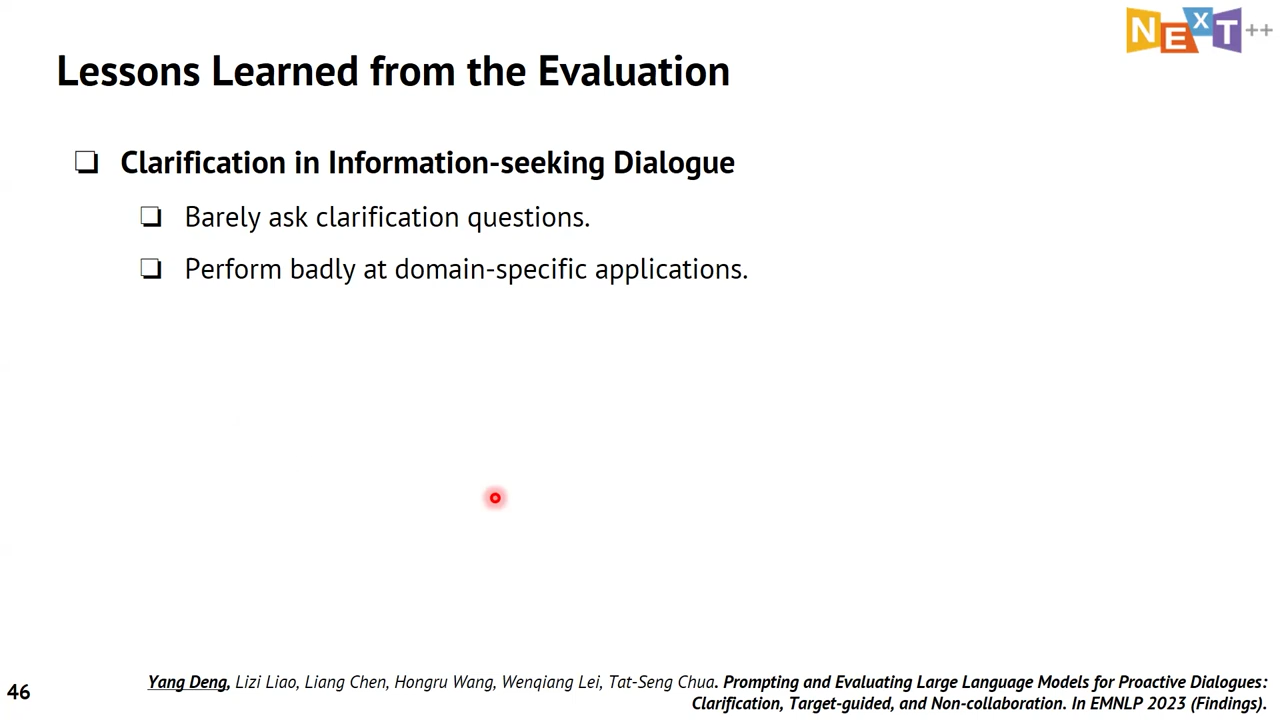 NExT++
Lessons Learned from the Evaluation
❏ Clarification in Information-seeking Dialogue
❏ Barely ask clarification questions.
❏ Perform badly at domain-specific applications.
46
Yang Deng, Lizi Liao, Liang Chen, Hongru Wang, Wenqiang Lei, Tat-Seng Chua. Prompting and Evaluating Large Language Models for Proactive Dialogues:
Clarification, Target-guided, and Non-collaboration. In EMNLP 2023 (Findings).